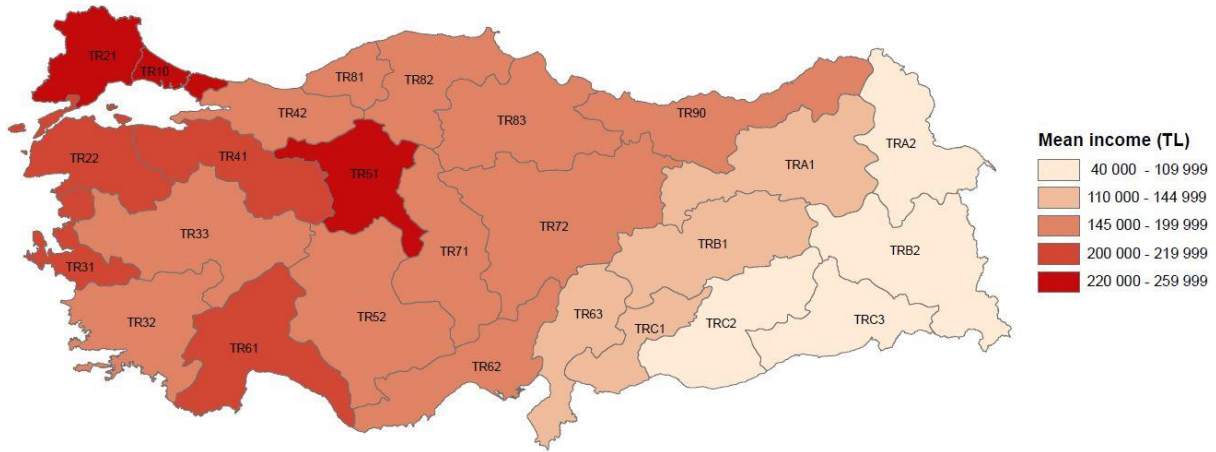 TR21
TR10
TR81
TR82
TR42
TR83
TR90
TR22
TR41
TR51
TRA1
TRA2
TR33
TR72
TR71
TRB1
TRB2
TR31
TR32
TR52
TR63
TRC1
TRC2
TRC3
TR61
TR62
Mean income (TL)
40 000 - 109 999
110 000 - 144 999
145 000 - 199 999
200 000 - 219 999
220 000 - 259 999